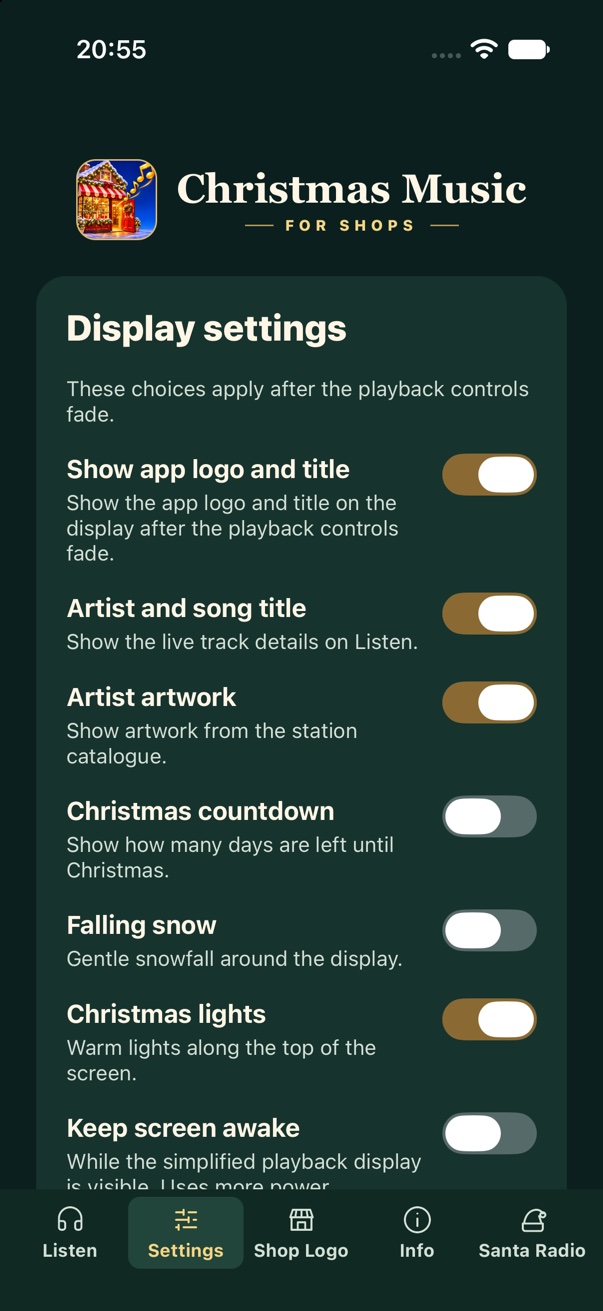 20:55
Christmas Music
FOR SHOPS
Display settings
These choices apply after the playback controls
fade.
Show app logo and title
Show the app logo and title on the
display after the playback controls
fade.
Artist and song title
Show the live track details on Listen.
Artist artwork
Show artwork from the station
catalogue.
Christmas countdown
Show how many days are left until
Christmas.
Falling snow
Gentle snowfall around the display.
Christmas lights
Warm lights along the top of the
screen.
Keep screen awake
While the simplified playback display
is visible. Uses more power.
Listen
Settings
Shop Logo
Info
Santa Radio